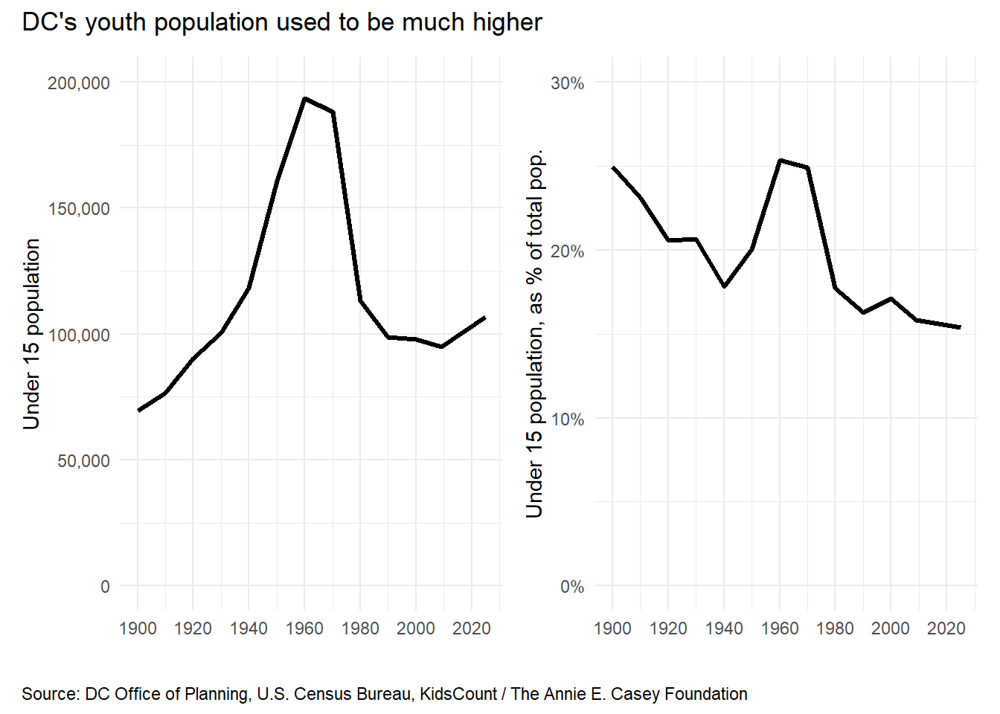 DC's youth population used to be much higher
Under 15 population
200,000
150,000
100,000
50,000
0
1900 1920 1940 1960 1980 2000 2020
Under 15 population, as % of total pop.
30%
20%
10%
0%
1900 1920 1940 1960 1980 2000 2020
Source: DC Office of Planning, U.S. Census Bureau, KidsCount / The Annie E. Casey Foundation